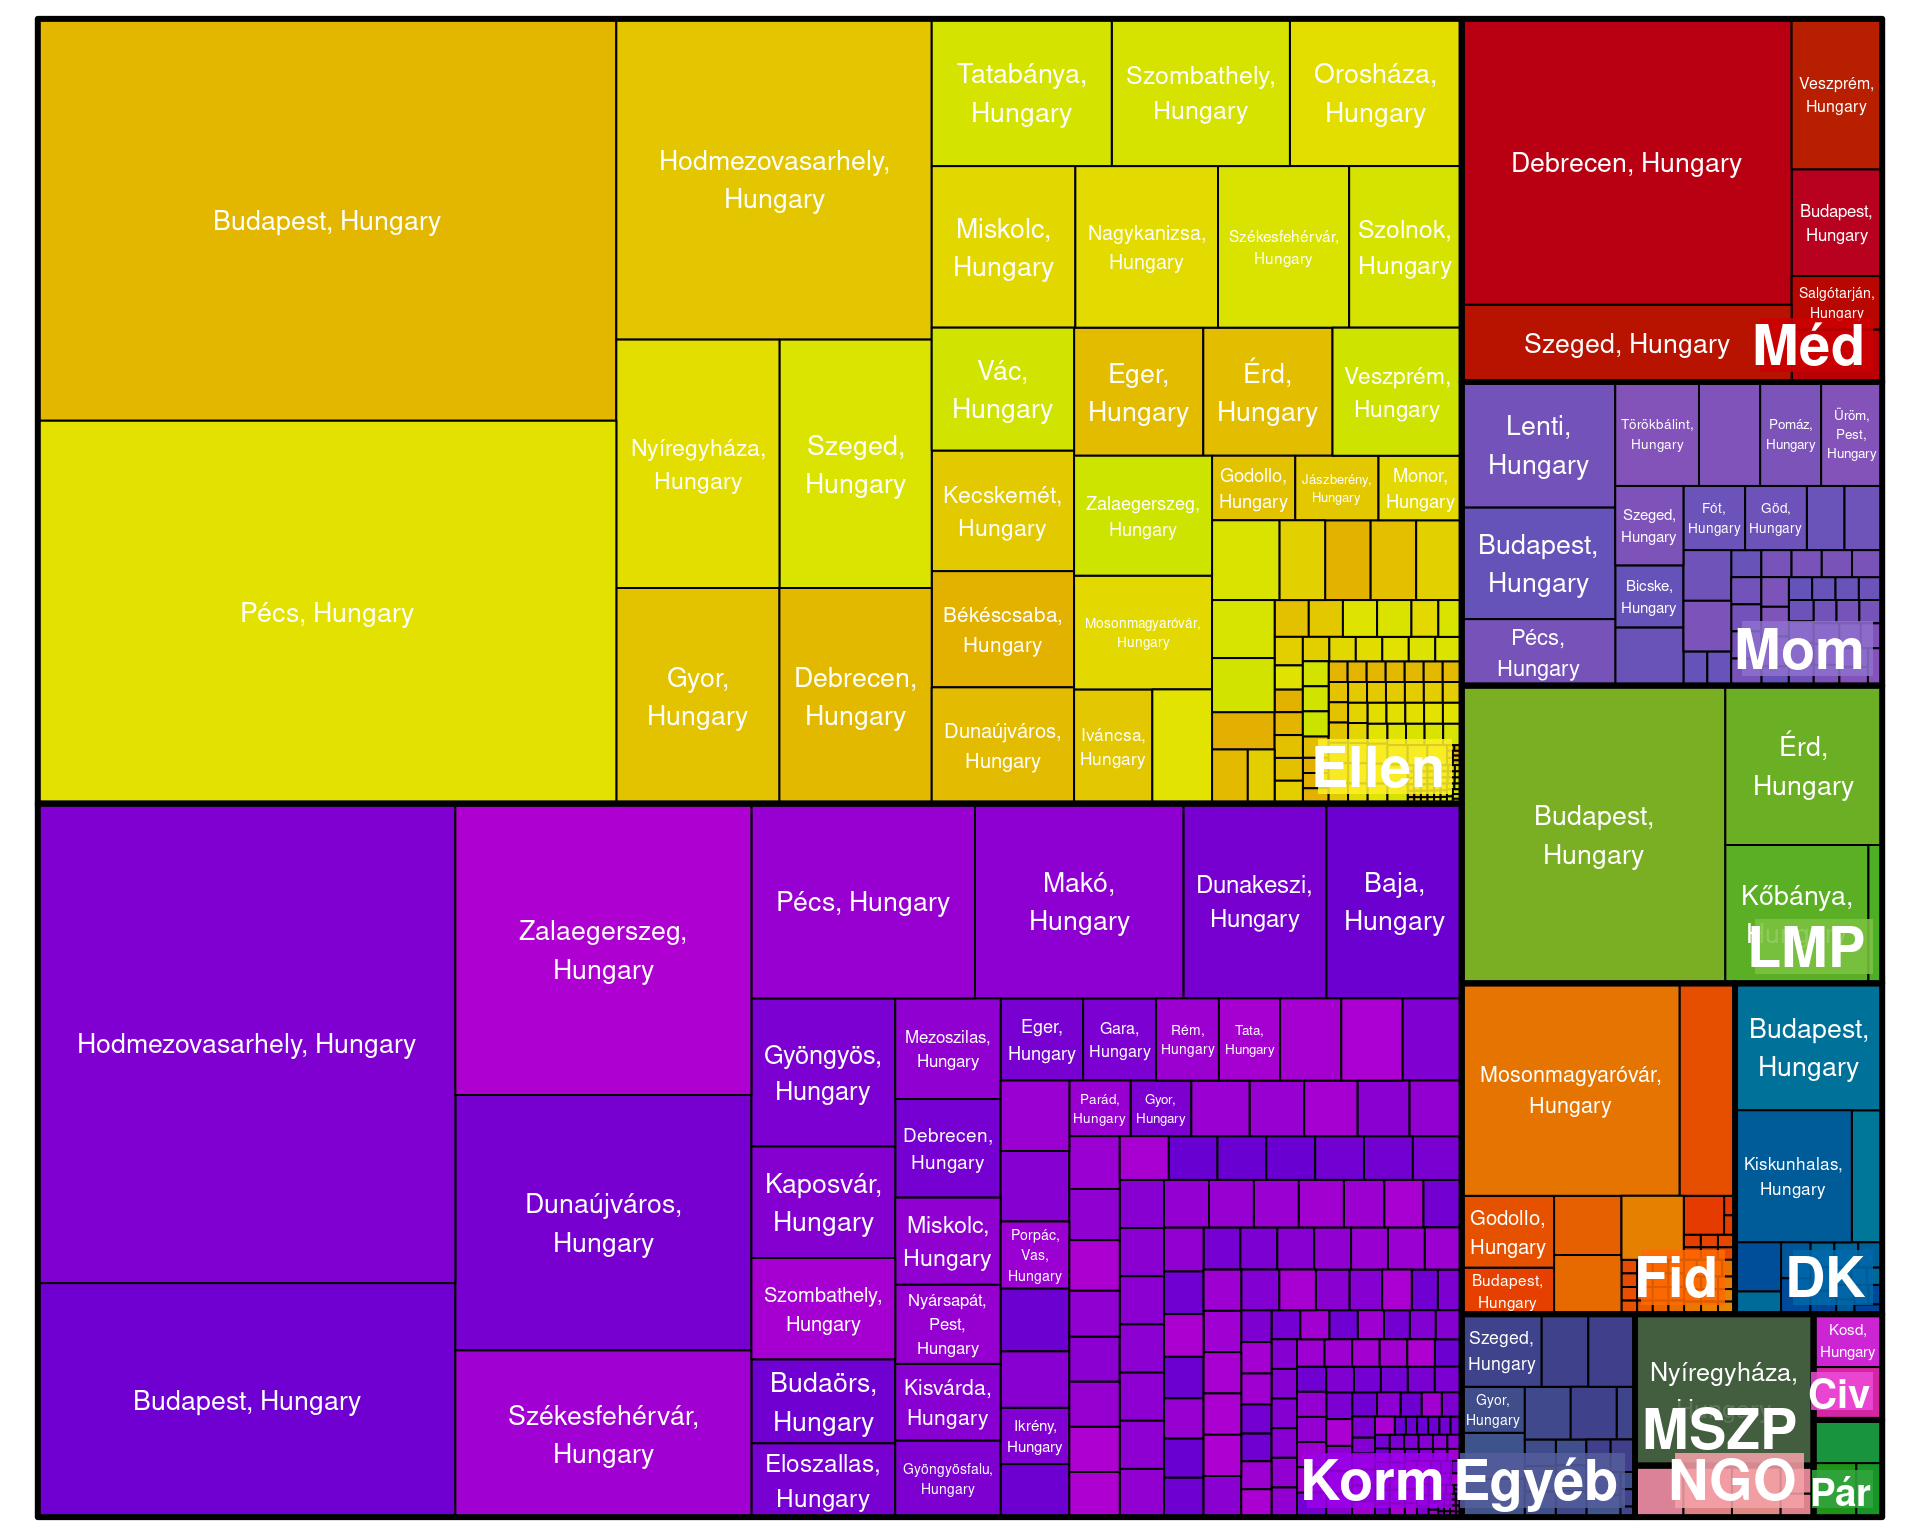 Budapest, Hungary
Pécs, Hungary
Hodmezovasarhely,
Hungary
Nyíregyháza,
Hungary
Szeged,
Hungary
Gyor,
Hungary
Debrecen,
Hungary
Tatabánya,
Hungary
Szombathely,
Hungary
Orosháza,
Hungary
Miskolc,
Hungary
Nagykanizsa,
Hungary
Székesfehérvár,
Hungary
Szolnok,
Hungary
Vác,
Hungary
Eger,
Hungary
Érd,
Hungary
Veszprém,
Hungary
Kecskemét,
Hungary
Zalaegerszeg,
Hungary
Godollo,
Hungary
Jászberény,
Hungary
Monor,
Hungary
Békéscsaba,
Hungary
Mosonmagyaróvár,
Hungary
Dunaújváros,
Hungary
Iváncsa,
Hungary
Ellen
Debrecen, Hungary
Veszprém,
Hungary
Budapest,
Hungary
Salgótarján,
Hungary
Szeged, Hungary
Méd
Lenti,
Hungary
Budapest,
Hungary
Pécs,
Hungary
Törökbálint,
Hungary
Pomáz,
Hungary
Üröm,
Pest,
Hungary
Szeged,
Hungary
Fót,
Hungary
Göd,
Hungary
Bicske,
Hungary
Mom
Budapest,
Hungary
Érd,
Hungary
Kőbánya,
Hungary
LMP
Hodmezovasarhely, Hungary
Budapest, Hungary
Zalaegerszeg,
Hungary
Dunaújváros,
Hungary
Székesfehérvár,
Hungary
Pécs, Hungary
Makó,
Hungary
Dunakeszi,
Hungary
Baja,
Hungary
Gyöngyös,
Hungary
Kaposvár,
Hungary
Szombathely,
Hungary
Budaörs,
Hungary
Eloszallas,
Hungary
Mezoszilas,
Hungary
Debrecen,
Hungary
Miskolc,
Hungary
Nyársapát,
Pest,
Hungary
Kisvárda,
Hungary
Gyöngyösfalu,
Hungary
Eger,
Hungary
Gara,
Hungary
Rém,
Hungary
Tata,
Hungary
Parád,
Hungary
Gyor,
Hungary
Porpác,
Vas,
Hungary
Ikrény,
Hungary
Korm
Mosonmagyaróvár,
Hungary
Godollo,
Hungary
Budapest,
Hungary
Fid
Budapest,
Hungary
Kiskunhalas,
Hungary
DK
Szeged,
Hungary
Gyor,
Hungary
Egyéb
Nyíregyháza,
Hungary
MSZP
NGO
Kosd,
Hungary
Civ
Pár